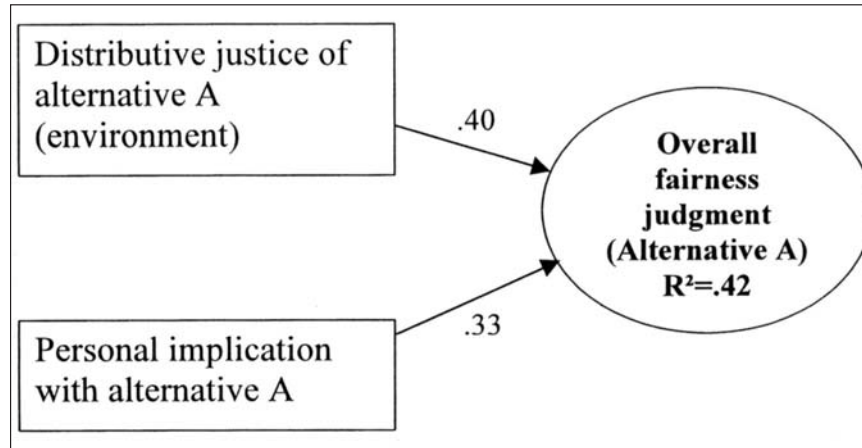 Distributive justice of
alternative A
(environment)
.40
Overall
fairness
judgment
(Alternative A)
R²=.42
.33
Personal implication
with alternative A